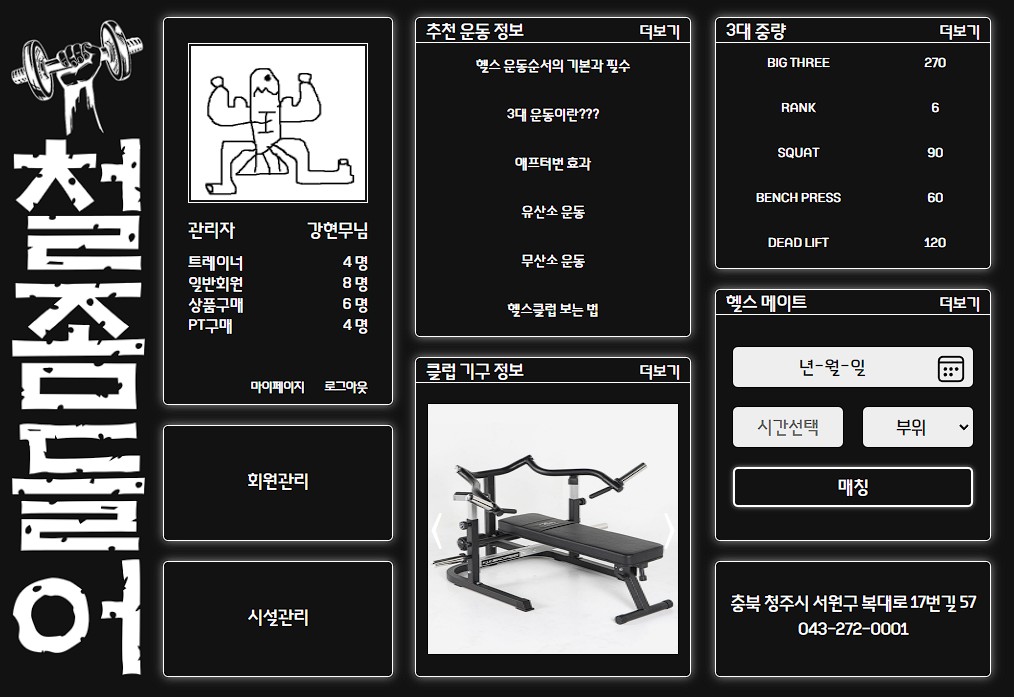 철좀들어
관리자 강현무님
트레이너 4 명
일반회원 8 명
상품구매 6 명
PT구매 4 명
마이페이지 로그아웃
회원관리
시설관리
추천 운동 정보 더보기
헬스 운동순서의 기본과 필수
3대 운동이란???
애프터번 효과
유산소 운동
무산소 운동
헬스클럽 보는 법
클럽 기구 정보 더보기
3대 중량 더보기
BIG THREE 270
RANK 6
SQUAT 90
BENCH PRESS 60
DEAD LIFT 120
헬스 메이트 더보기
년-월-일
시간선택 부위
매칭
충북 청주시 서원구 복대로17번길 57
043-272-0001